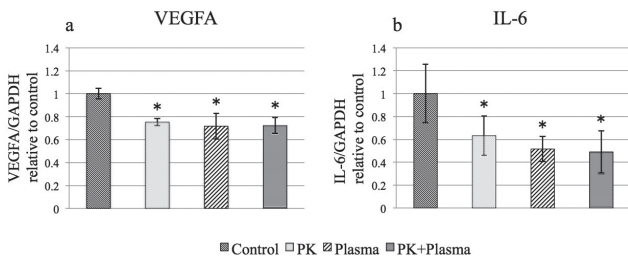 a
VEGFA
VEGFA/GAPDH
relative to control
1.4
1.2
1
0.8
0.6
0.4
0.2
0
*
*
*
b
IL-6
IL-6/GAPDH
relative to control
1.4
1.2
1
0.8
0.6
0.4
0.2
0
*
*
*
Control PK Plasma PK+Plasma